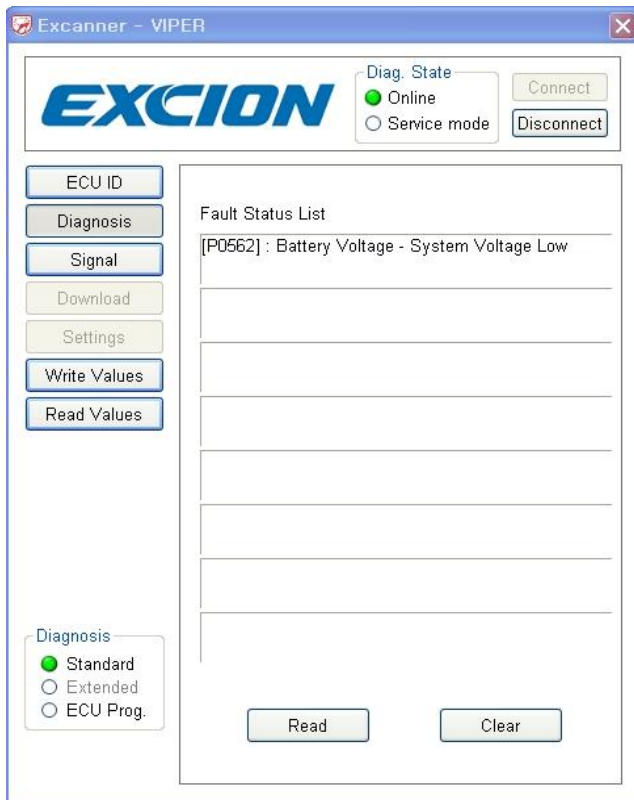 Excanner - VIPER
EXCION
Diag. State
Online
Service mode
Connect
Disconnect
ECU ID
Diagnosis
Signal
Download
Settings
Write Values
Read Values
Fault Status List
[P0562] : Battery Voltage - System Voltage Low
Diagnosis
Standard
Extended
ECU Prog.
Read
Clear